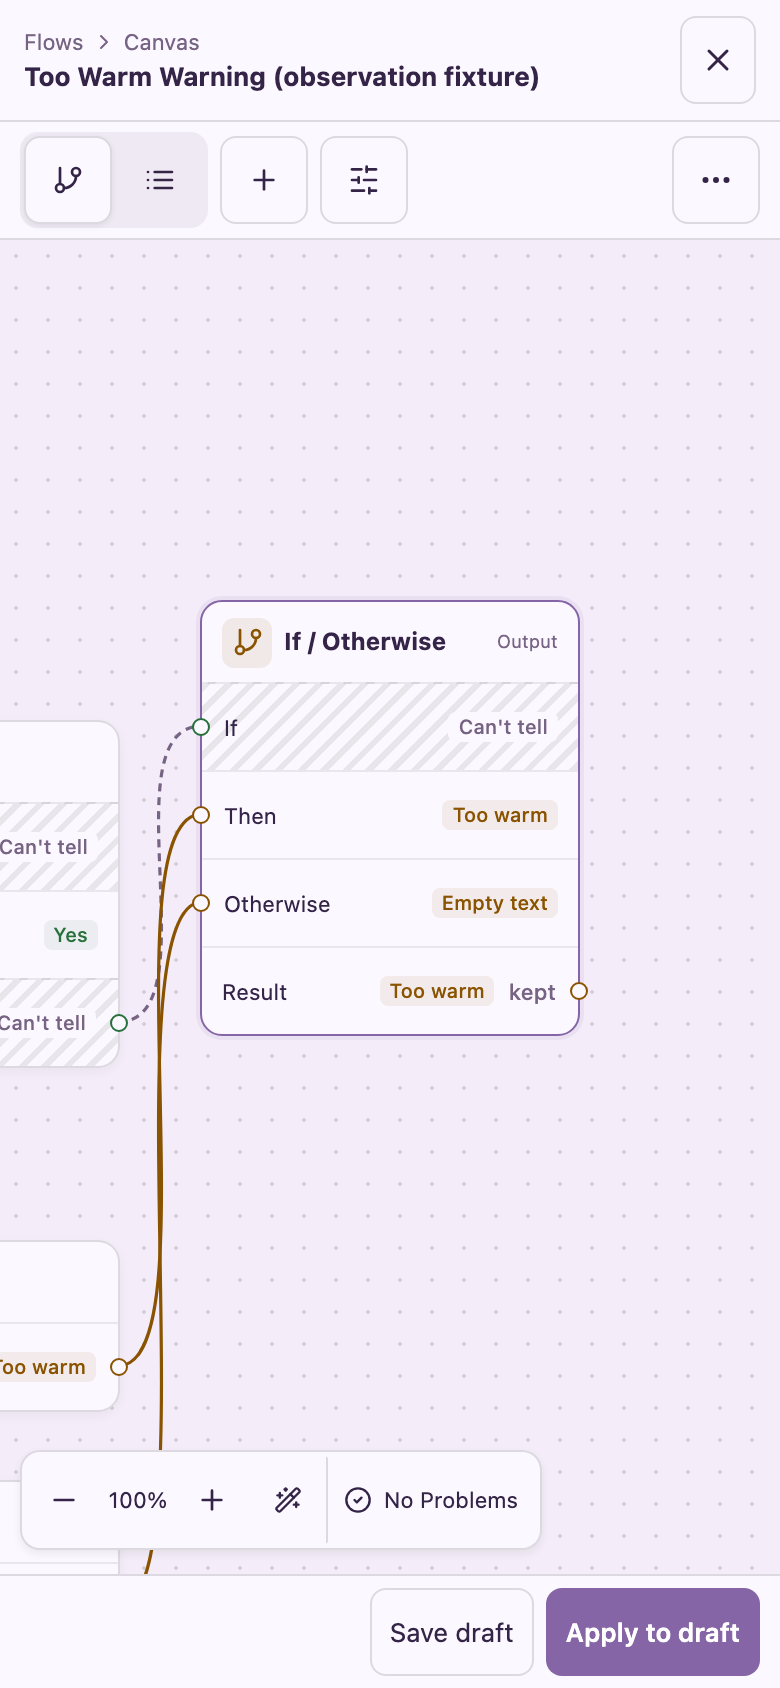 Flows > Canvas
Too Warm Warning (observation fixture)
If / Otherwise
Output
If
Can't tell
Then
Too warm
Otherwise
Empty text
Result
Too warm
kept
Can't tell
Yes
Can't tell
Too warm
100%
No Problems
Save draft
Apply to draft